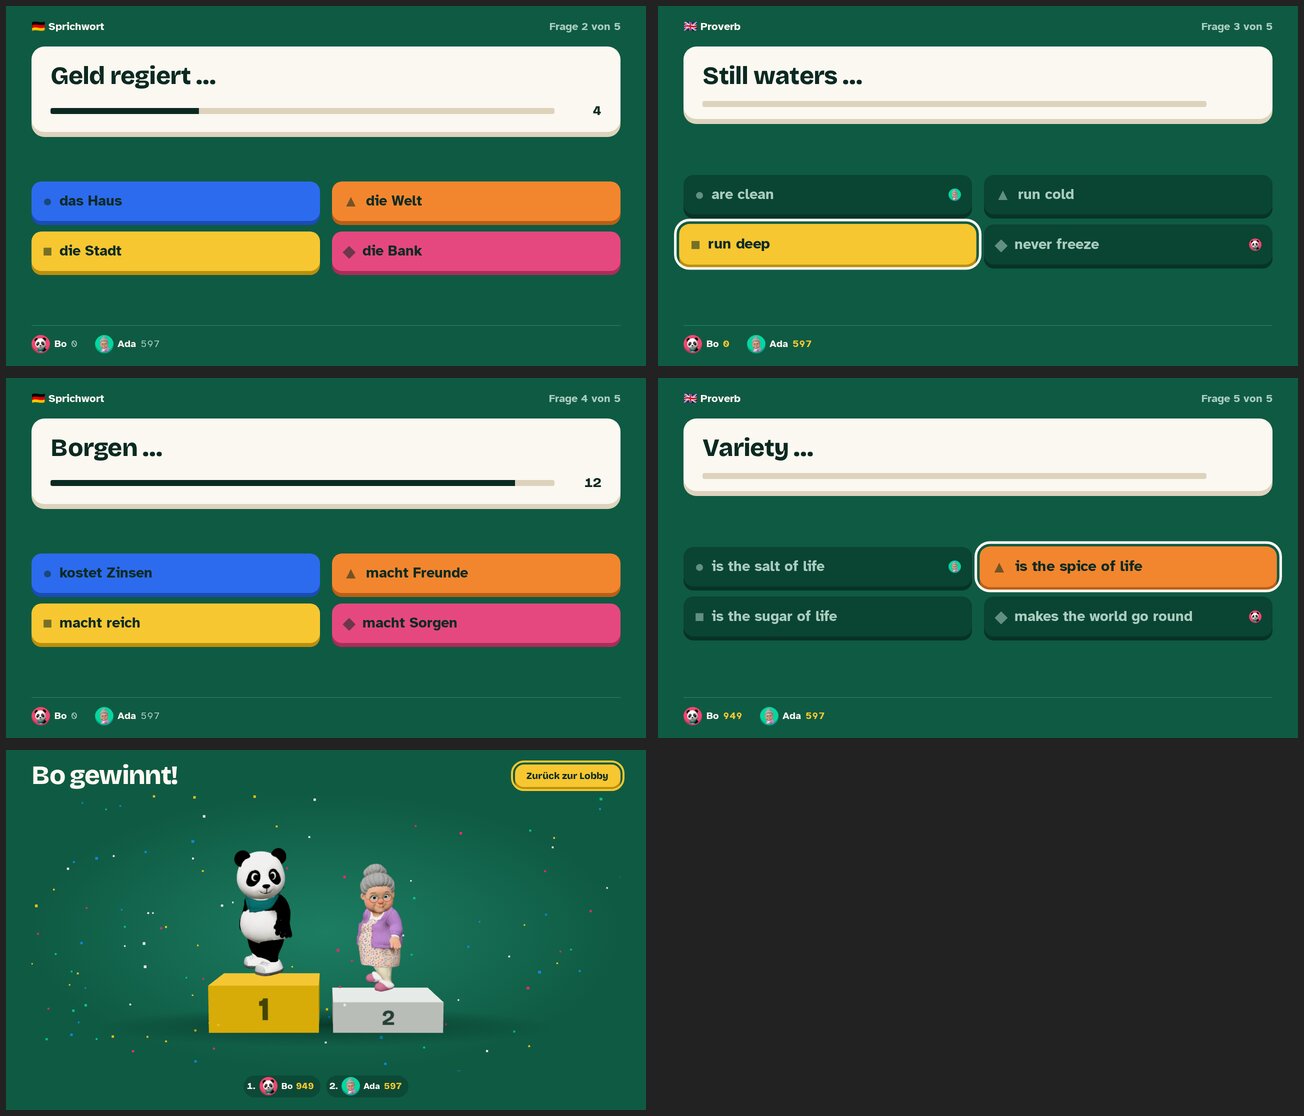 Sprichwort
Frage 2 von 5
Geld regiert ...
4
das Haus
die Welt
die Stadt
die Bank
Bo 0
Ada 597
Proverb
Frage 3 von 5
Still waters ...
are clean
run cold
run deep
never freeze
Bo 0
Ada 597
Sprichwort
Frage 4 von 5
Borgen ...
12
kostet Zinsen
macht Freunde
macht reich
macht Sorgen
Bo 0
Ada 597
Proverb
Frage 5 von 5
Variety ...
is the salt of life
is the spice of life
is the sugar of life
makes the world go round
Bo 949
Ada 597
Bo gewinnt!
Zurück zur Lobby
1
2
1. Bo 949
2. Ada 597